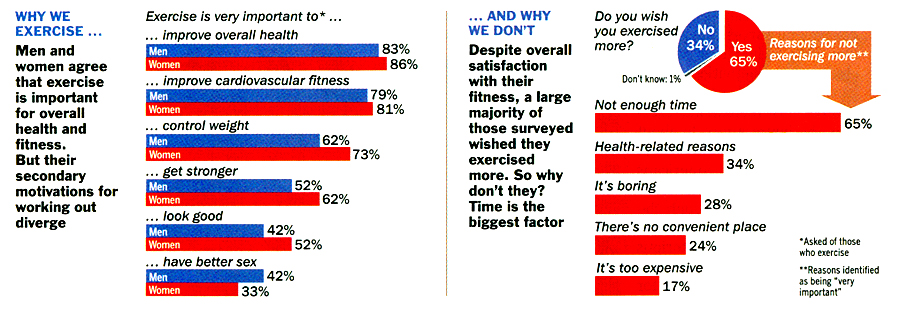 WHY WE
EXERCISE ...
Men and
women agree
that exercise
is important
for overall
health and
fitness.
But their
secondary
motivations for
working out
diverge
Exercise is very important to* ...
... improve overall health
Men 83%
Women 86%
... improve cardiovascular fitness
Men 79%
Women 81%
... control weight
Men 62%
Women 73%
... get stronger
Men 52%
Women 62%
... look good
Men 42%
Women 52%
... have better sex
Men 42%
Women 33%
... AND WHY
WE DON'T
Despite overall
satisfaction
with their
fitness, a large
majority of
those surveyed
wished they
exercised
more. So why
don't they?
Time is the
biggest factor
Do you wish
you exercised
more?
No
34%
Yes
65%
Don't know: 1%
Reasons for not
exercising more**
Not enough time
65%
Health-related reasons
34%
It's boring
28%
There's no convenient place
24%
It's too expensive
17%
*Asked of those
who exercise
**Reasons identified
as being "very
important"